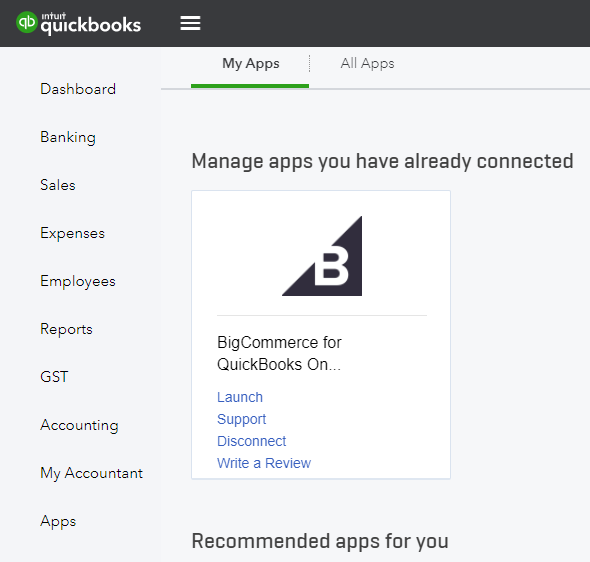 intuit
quickbooks
My Apps
All Apps
Dashboard
Banking
Sales
Expenses
Employees
Reports
GST
Accounting
My Accountant
Apps
Manage apps you have already connected
B
BigCommerce for
QuickBooks On...
Launch
Support
Disconnect
Write a Review
Recommended apps for you